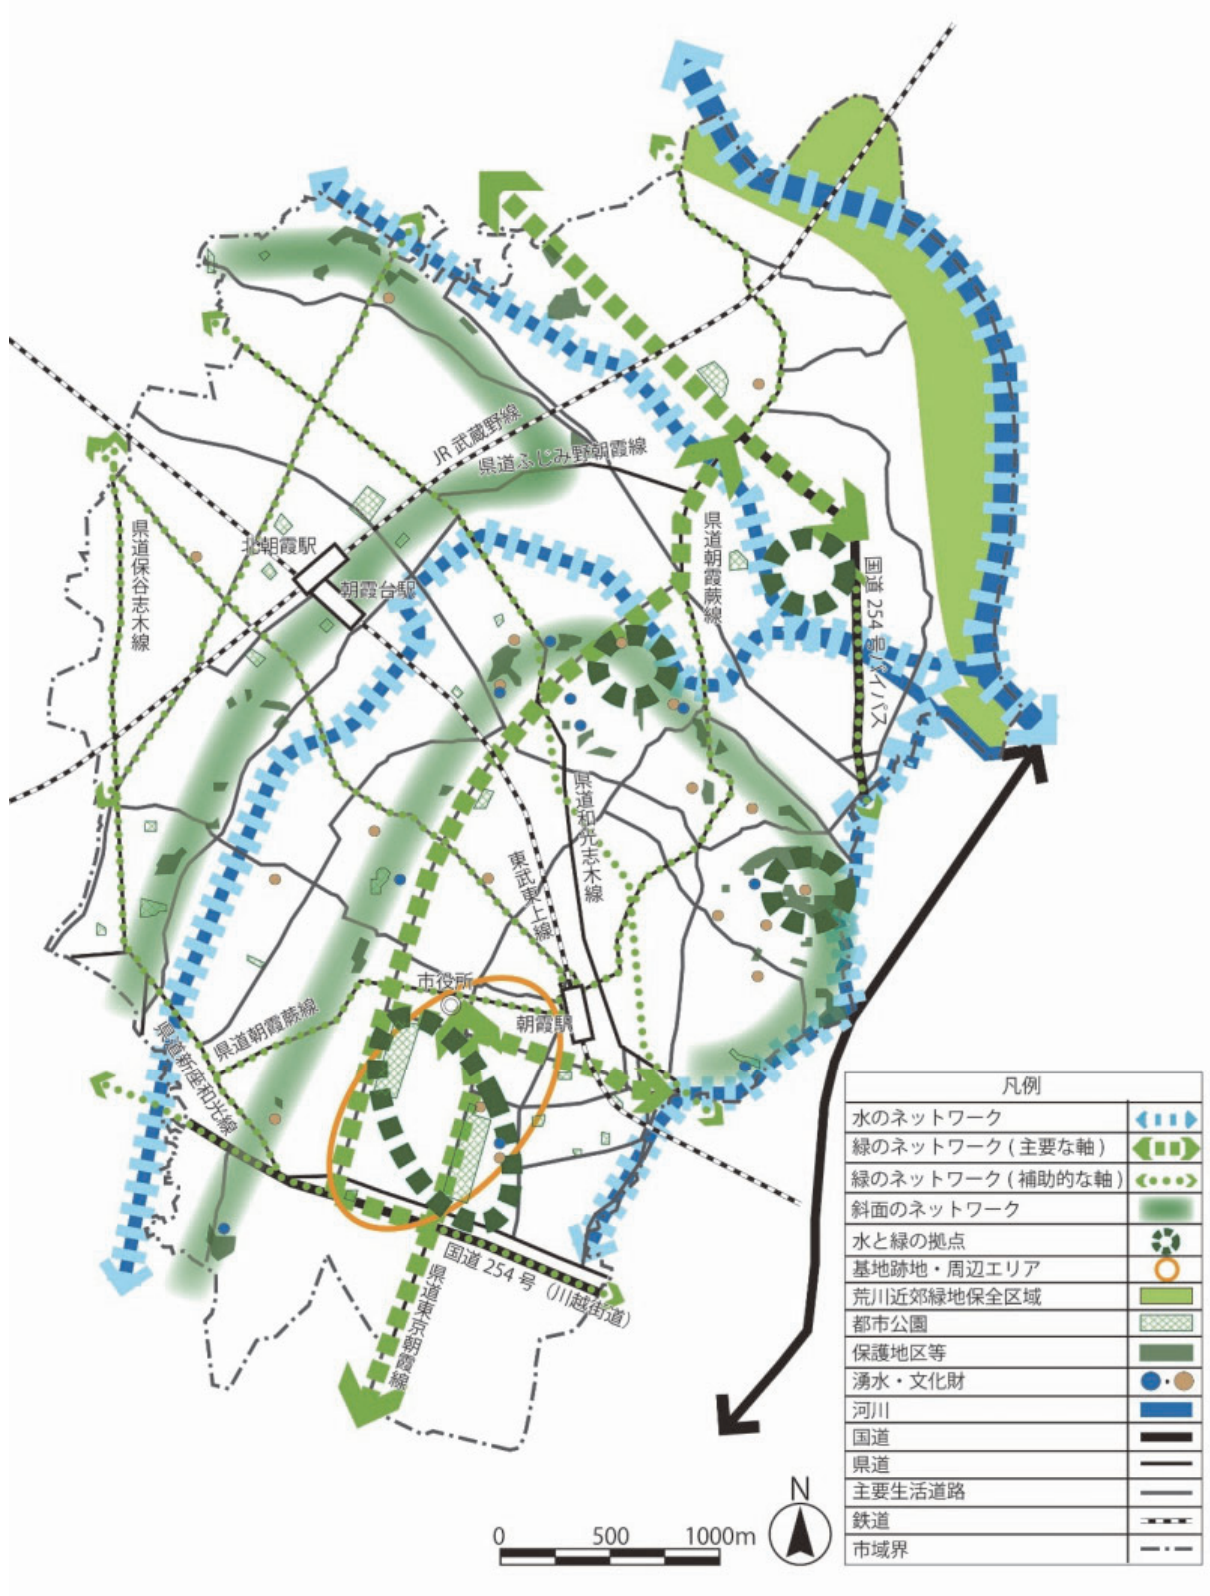 JR 武蔵野線
県道ふじみ野朝霞線
県道保谷志木線
北朝霞駅
朝霞台駅
県道朝霞蕨線
国道 254 号バイパス
県道和光志木線
東武東上線
市役所
朝霞駅
県道朝霞蕨線
県道新座和光線
国道 254 号（川越街道）
県道東京朝霞線
凡例
水のネットワーク
緑のネットワーク ( 主要な軸 )
緑のネットワーク ( 補助的な軸 )
斜面のネットワーク
水と緑の拠点
基地跡地・周辺エリア
荒川近郊緑地保全区域
都市公園
保護地区等
湧水・文化財
河川
国道
県道
主要生活道路
鉄道
市域界
N
0 500 1000m